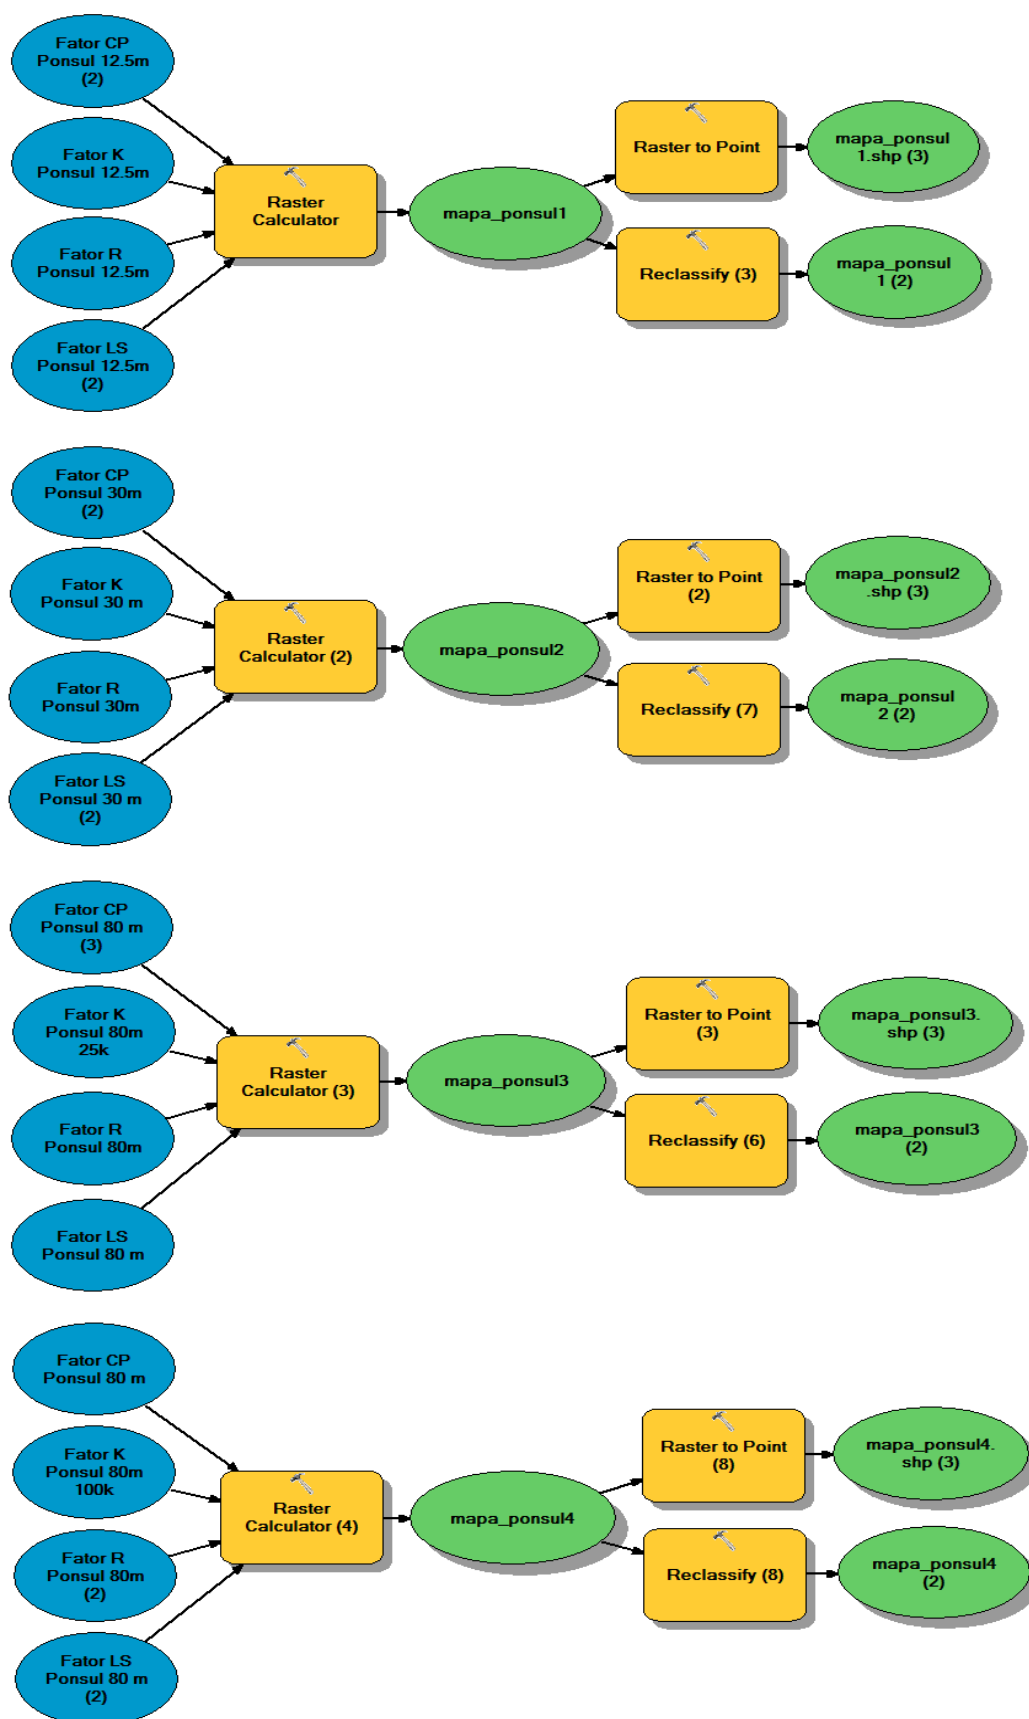 Fator CP
Ponsul 12.5m
(2)
Fator K
Ponsul 12.5m
Fator R
Ponsul 12.5m
Fator LS
Ponsul 12.5m
(2)
Raster
Calculator
mapa_ponsul1
Raster to Point
mapa_ponsul
1.shp (3)
Reclassify (3)
mapa_ponsul
1 (2)
Fator CP
Ponsul 30m
(2)
Fator K
Ponsul 30 m
Fator R
Ponsul 30m
Fator LS
Ponsul 30 m
(2)
Raster
Calculator (2)
mapa_ponsul2
Raster to Point
(2)
mapa_ponsul2
.shp (3)
Reclassify (7)
mapa_ponsul
2 (2)
Fator CP
Ponsul 80 m
(3)
Fator K
Ponsul 80m
25k
Fator R
Ponsul 80m
Fator LS
Ponsul 80 m
Raster
Calculator (3)
mapa_ponsul3
Raster to Point
(3)
mapa_ponsul3.
shp (3)
Reclassify (6)
mapa_ponsul3
(2)
Fator CP
Ponsul 80 m
Fator K
Ponsul 80m
100k
Fator R
Ponsul 80m
(2)
Fator LS
Ponsul 80 m
(2)
Raster
Calculator (4)
mapa_ponsul4
Raster to Point
(8)
mapa_ponsul4.
shp (3)
Reclassify (8)
mapa_ponsul4
(2)